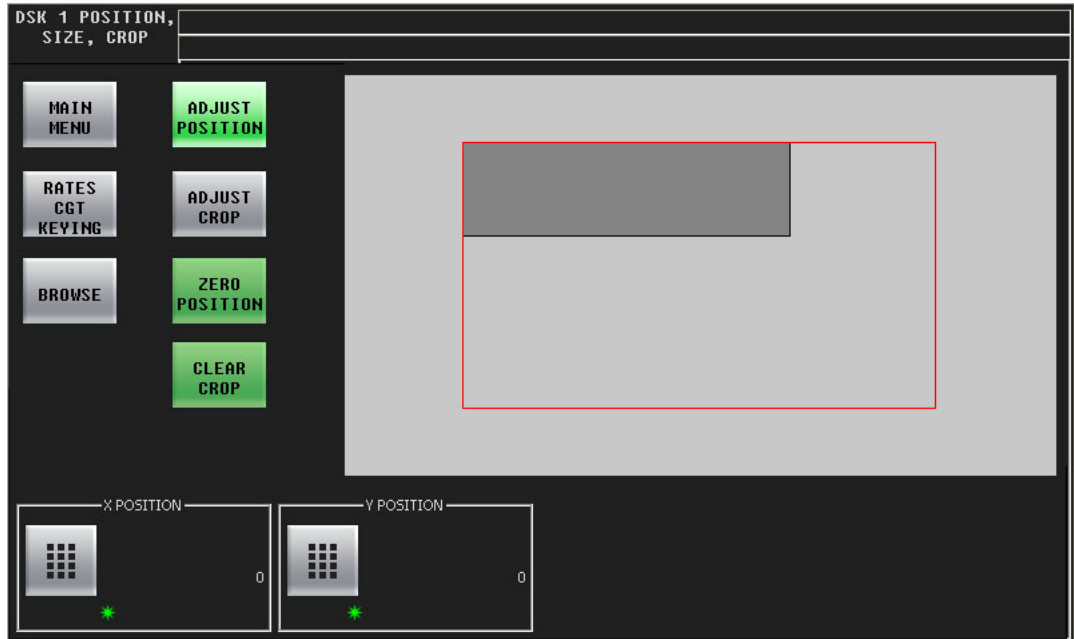 DSK 1 POSITION,
SIZE, CROP
MAIN
MENU
ADJUST
POSITION
RATES
CGT
KEYING
ADJUST
CROP
BROWSE
ZERO
POSITION
CLEAR
CROP
X POSITION
0
Y POSITION
0